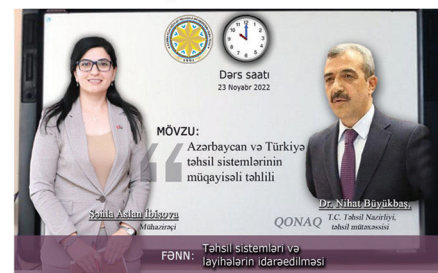 Dərs saatı
23 Noyabr 2022
MÖVZU:
Azərbaycan və Türkiyə
təhsil sistemlərinin
müqayisəli təhlili
Aslan İbişova
Mühazirəçi
Dr. Nihat Büyükbaş,
QONAQ
T.C. Təhsil Nazirliyi,
təhsil mütəxəssisi
FƏNN:
Təhsil sistemləri və
layihələrin idarəedilməsi